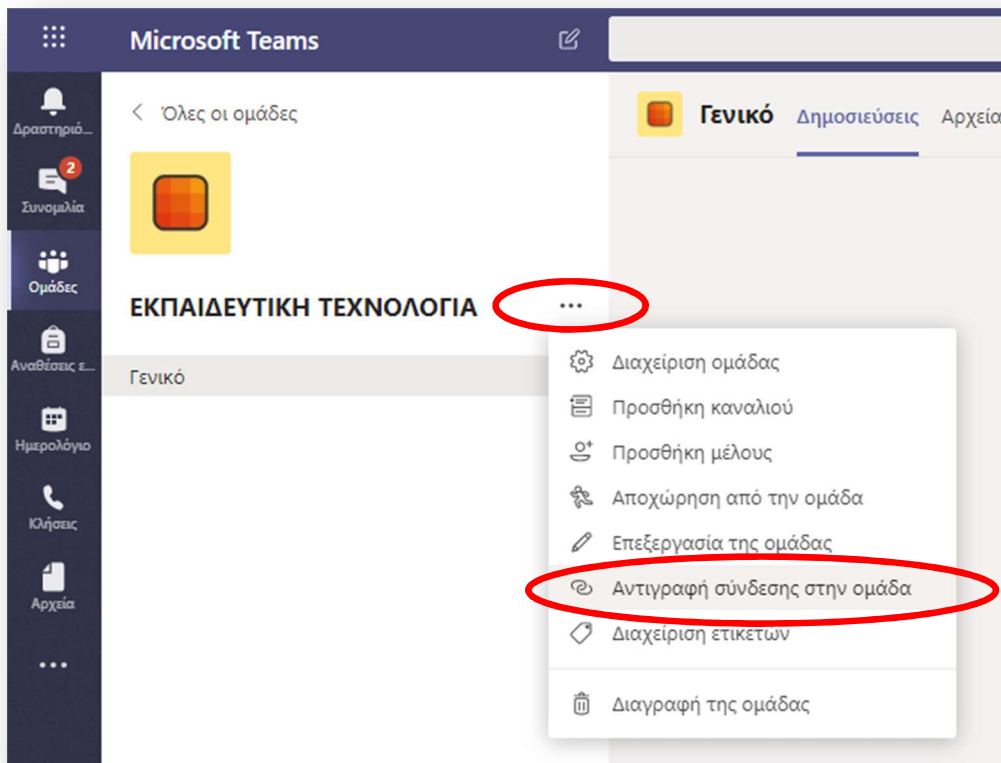 Microsoft Teams
Δραστηριό...
2
Συνομιλία
Ομάδες
Αναθέσεις ε...
Ημερολόγιο
Κλήσεις
Αρχεία
Όλες οι ομάδες
ΕΚΠΑΙΔΕΥΤΙΚΗ ΤΕΧΝΟΛΟΓΙΑ
Γενικό
Διαχείριση ομάδας
Προσθήκη καναλιού
Προσθήκη μέλους
Αποχώρηση από την ομάδα
Επεξεργασία της ομάδας
Αντιγραφή σύνδεσης στην ομάδα
Διαχείριση ετικετών
Διαγραφή της ομάδας
Γενικό Δημοσιεύσεις Αρχεία